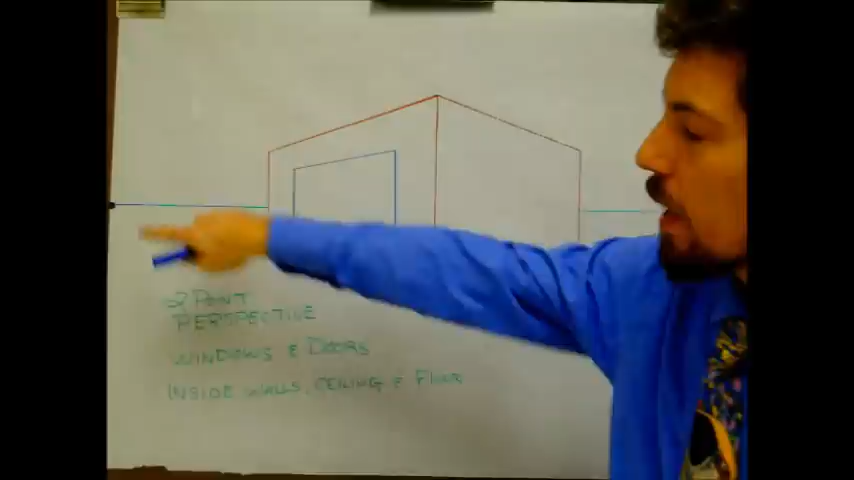 2 POINT
PERSPECTIVE
WINDOWS & DOORS
INSIDE WALLS, CEILING & FLOOR